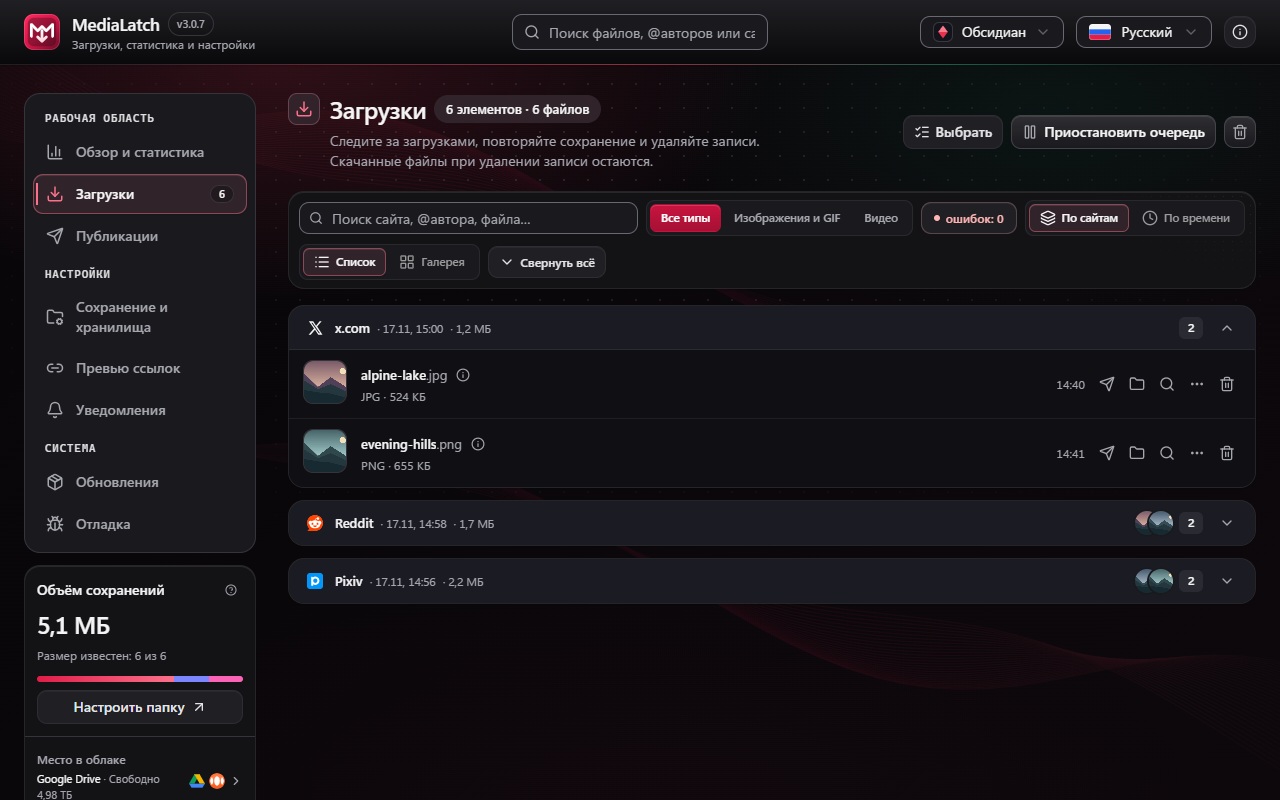 MediaLatch v3.0.7
Загрузки, статистика и настройки
Поиск файлов, @авторов или са
Обсидиан
Русский
РАБОЧАЯ ОБЛАСТЬ
Обзор и статистика
Загрузки 6
Публикации
НАСТРОЙКИ
Сохранение и
хранилища
Превью ссылок
Уведомления
СИСТЕМА
Обновления
Отладка
Объём сохранений
5,1 МБ
Размер известен: 6 из 6
Настроить папку
Место в облаке
Google Drive · Свободно
4,98 ТБ
Загрузки 6 элементов · 6 файлов
Следите за загрузками, повторяйте сохранение и удаляйте записи.
Скачанные файлы при удалении записи остаются.
Выбрать
Приостановить очередь
Поиск сайта, @автора, файла...
Все типы Изображения и GIF Видео
ошибок: 0
По сайтам По времени
Список Галерея
Свернуть всё
x.com · 17.11, 15:00 · 1,2 МБ 2
alpine-lake.jpg
JPG · 524 КБ
14:40
evening-hills.png
PNG · 655 КБ
14:41
Reddit · 17.11, 14:58 · 1,7 МБ 2
Pixiv · 17.11, 14:56 · 2,2 МБ 2